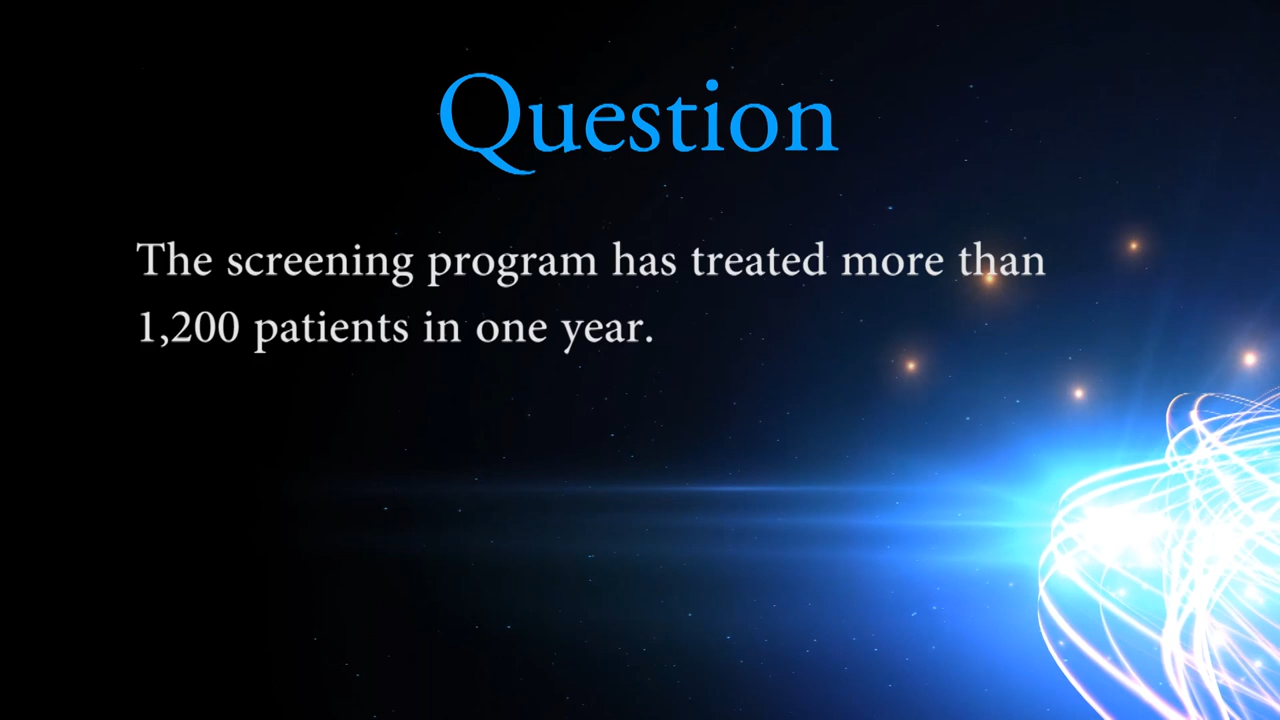 Question
The screening program has treated more than
1,200 patients in one year.